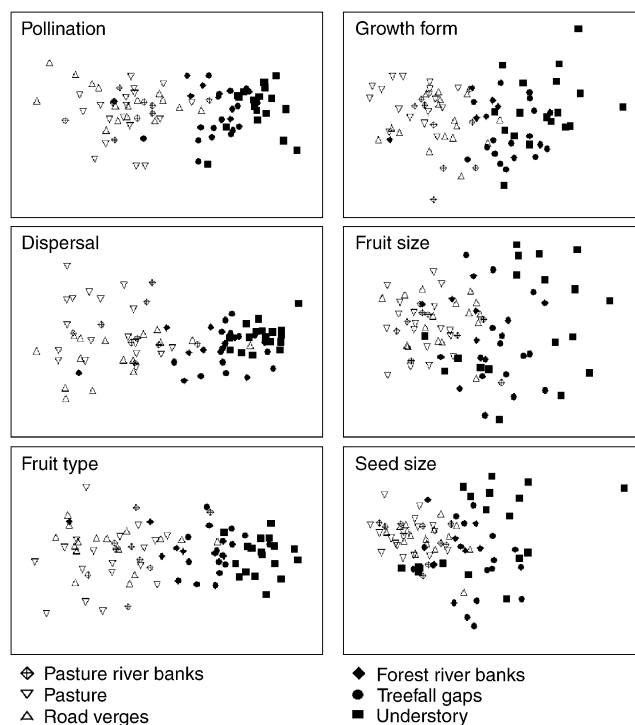 Pollination
Growth form
Dispersal
Fruit size
Fruit type
Seed size
Pasture river banks
Pasture
Road verges
Forest river banks
Treefall gaps
Understory